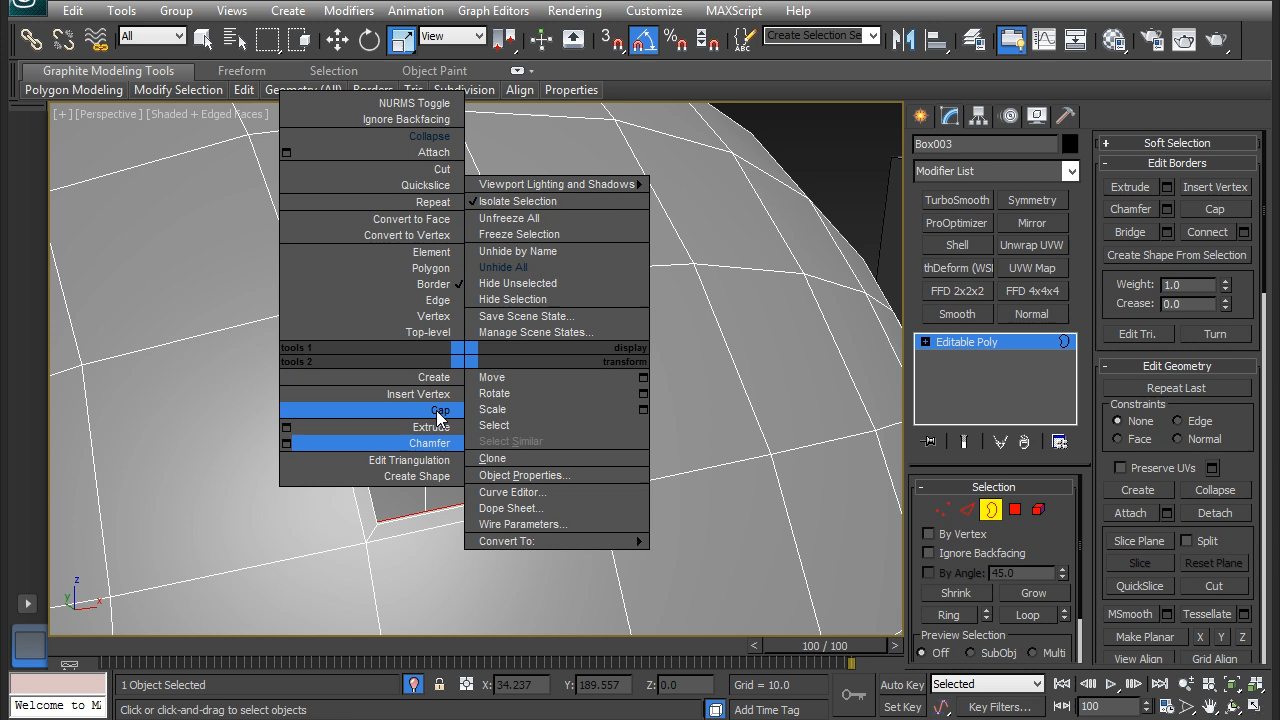 Edit Tools Group Views Create Modifiers Animation Graph Editors Rendering Customize MAXScript Help
All View 3 Create Selection Se
Graphite Modeling Tools Freeform Selection Object Paint
Polygon Modeling Modify Selection Edit Geometry (All) Borders Tris Subdivision Align Properties
[+][Perspective][Shaded + Edged Faces]
NURMS Toggle
Ignore Backfacing
Collapse
Attach
Cut
Quickslice
Repeat
Convert to Face
Convert to Vertex
Element
Polygon
Border
Edge
Vertex
Top-level
tools 1
tools 2
Create
Insert Vertex
Cap
Extrude
Chamfer
Edit Triangulation
Create Shape
Viewport Lighting and Shadows
Isolate Selection
Unfreeze All
Freeze Selection
Unhide by Name
Unhide All
Hide Unselected
Hide Selection
Save Scene State...
Manage Scene States...
display
transform
Move
Rotate
Scale
Select
Select Similar
Clone
Object Properties...
Curve Editor...
Dope Sheet...
Wire Parameters...
Convert To:
z
y
x
Box003
Modifier List
TurboSmooth Symmetry
ProOptimizer Mirror
Shell Unwrap UVW
thDeform (WS UVW Map
FFD 2x2x2 FFD 4x4x4
Smooth Normal
+ Editable Poly
- Selection
By Vertex
Ignore Backfacing
By Angle: 45.0
Shrink Grow
Ring Loop
Preview Selection
Off SubObj Multi
+ Soft Selection
- Edit Borders
Extrude Insert Vertex
Chamfer Cap
Bridge Connect
Create Shape From Selection
Weight: 1.0
Crease: 0.0
Edit Tri. Turn
- Edit Geometry
Repeat Last
Constraints
None Edge
Face Normal
Preserve UVs
Create Collapse
Attach Detach
Slice Plane Split
Slice Reset Plane
QuickSlice Cut
MSmooth Tessellate
Make Planar X Y Z
View Align Grid Align
< 100 / 100 >
1 Object Selected X: 34.237 Y: 189.557 Z: 0.0 Grid = 10.0 Auto Key Selected
Welcome to M Click or click-and-drag to select objects Add Time Tag Set Key Key Filters... 100